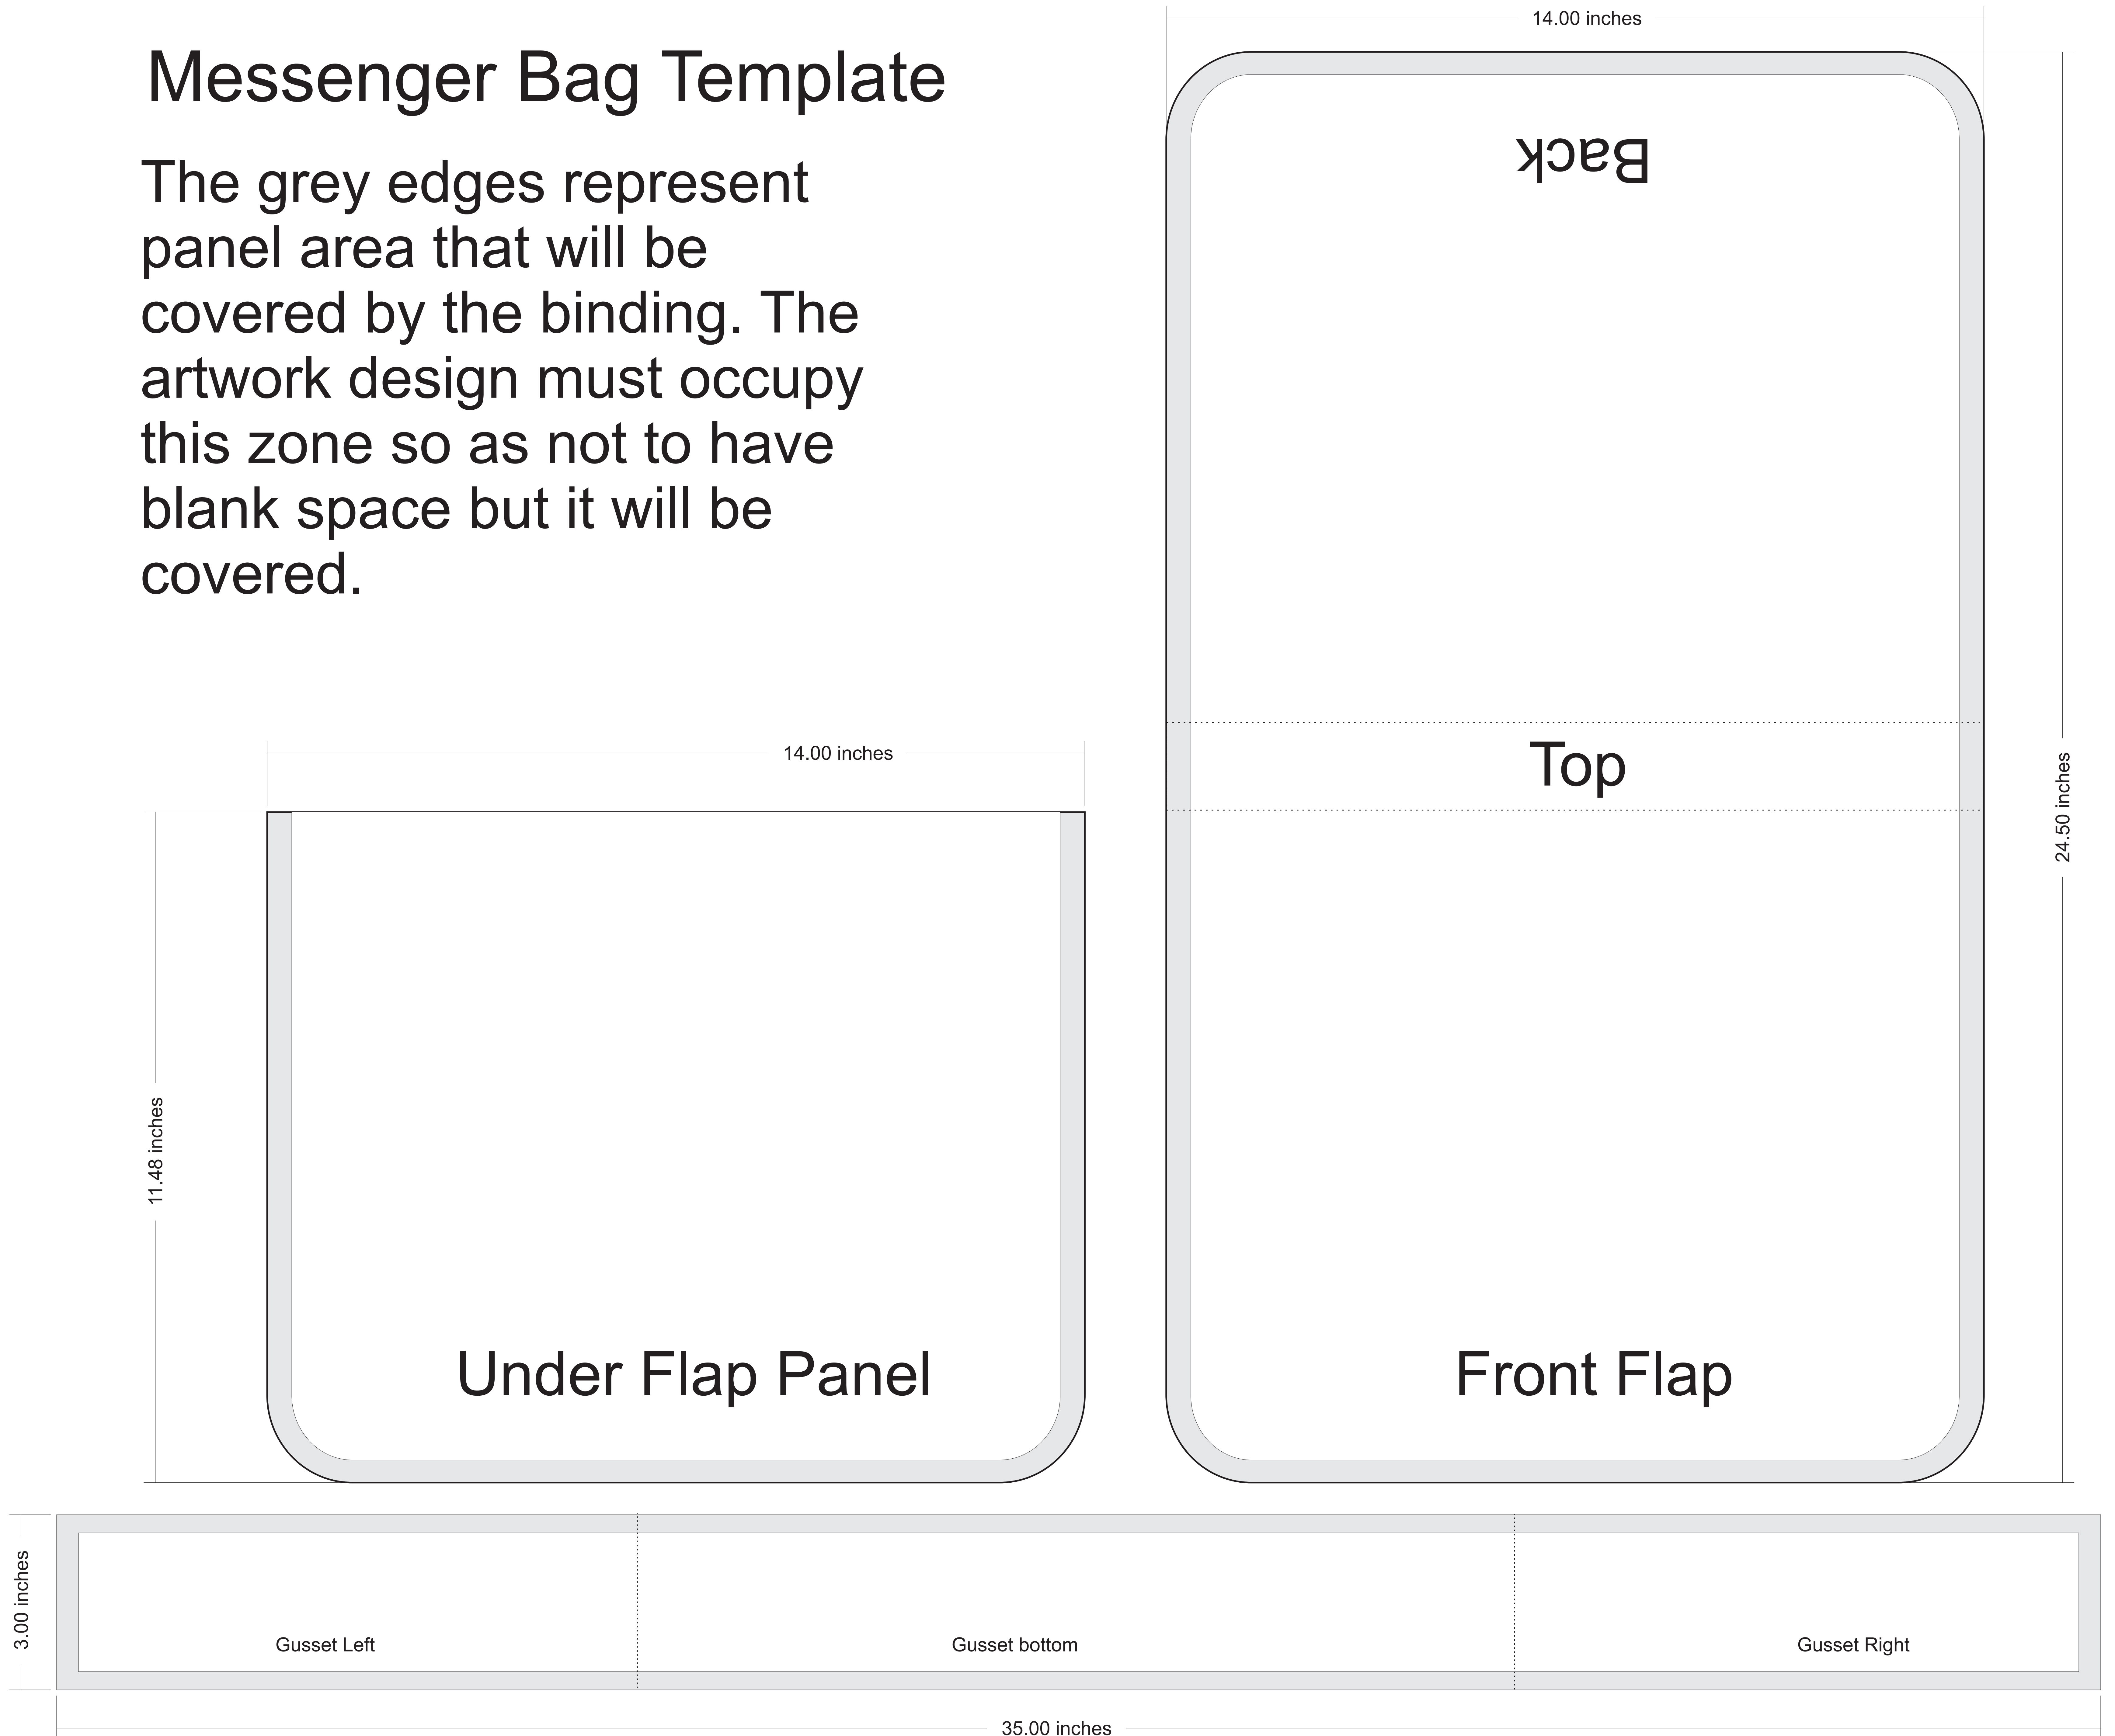 14.00 inches
Messenger Bag Template
Back
The grey edges represent
panel area that will be
covered by the binding. The
artwork design must occupy
this zone so as not to have
blank space but it will be
covered.
14.00 inches
Top
24.50 inches
11.48 inches
Under Flap Panel
Front Flap
3.00 inches
Gusset Left
Gusset bottom
Gusset Right
35.00 inches